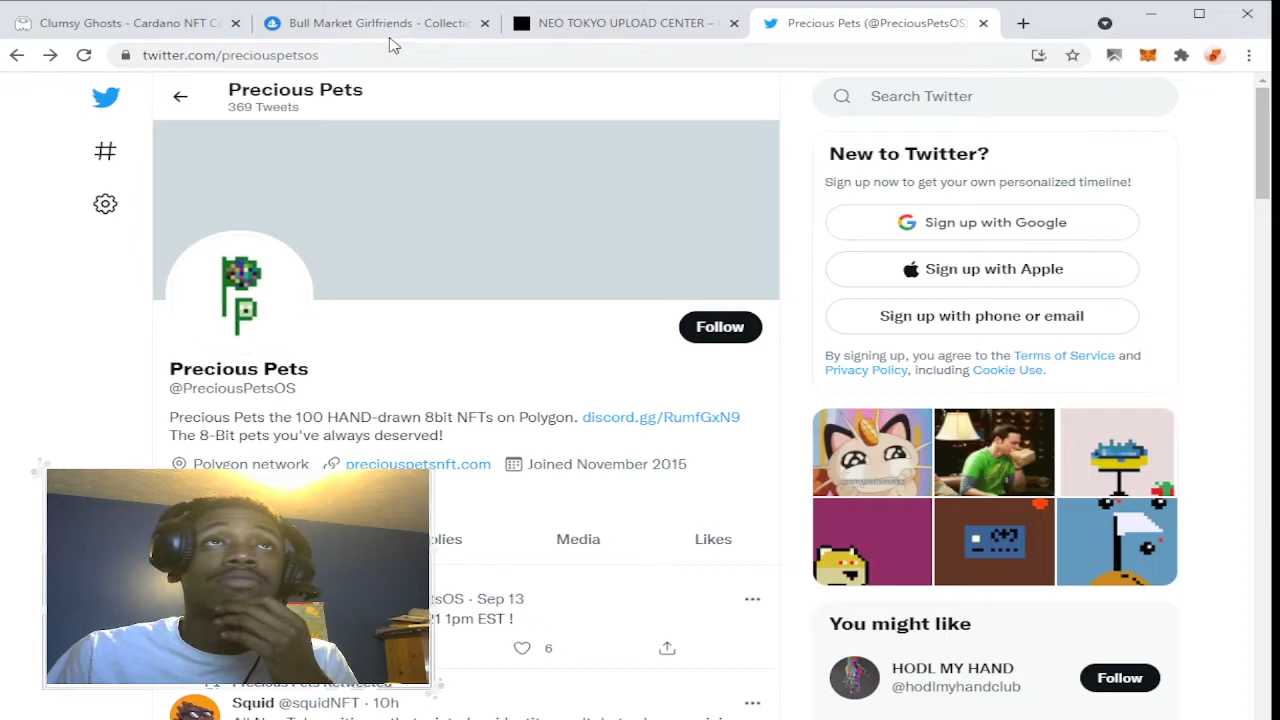 Clumsy Ghosts - Cardano NFT C
Bull Market Girlfriends - Collectic
NEO TOKYO UPLOAD CENTER –
Precious Pets (@PreciousPetsOS)
twitter.com/preciouspetsos
Precious Pets
369 Tweets
Search Twitter
New to Twitter?
Sign up now to get your own personalized timeline!
Sign up with Google
Sign up with Apple
Sign up with phone or email
By signing up, you agree to the Terms of Service and
Privacy Policy, including Cookie Use.
Follow
Precious Pets
@PreciousPetsOS
Precious Pets the 100 HAND-drawn 8bit NFTs on Polygon. discord.gg/RumfGxN9
The 8-Bit pets you've always deserved!
Polygon network preciouspetsnft.com Joined November 2015
plies Media Likes
tsOS · Sep 13
21 1pm EST !
6
Precious Pets Retweeted
Squid @squidNFT · 10h
You might like
HODL MY HAND
@hodlmyhandclub
Follow